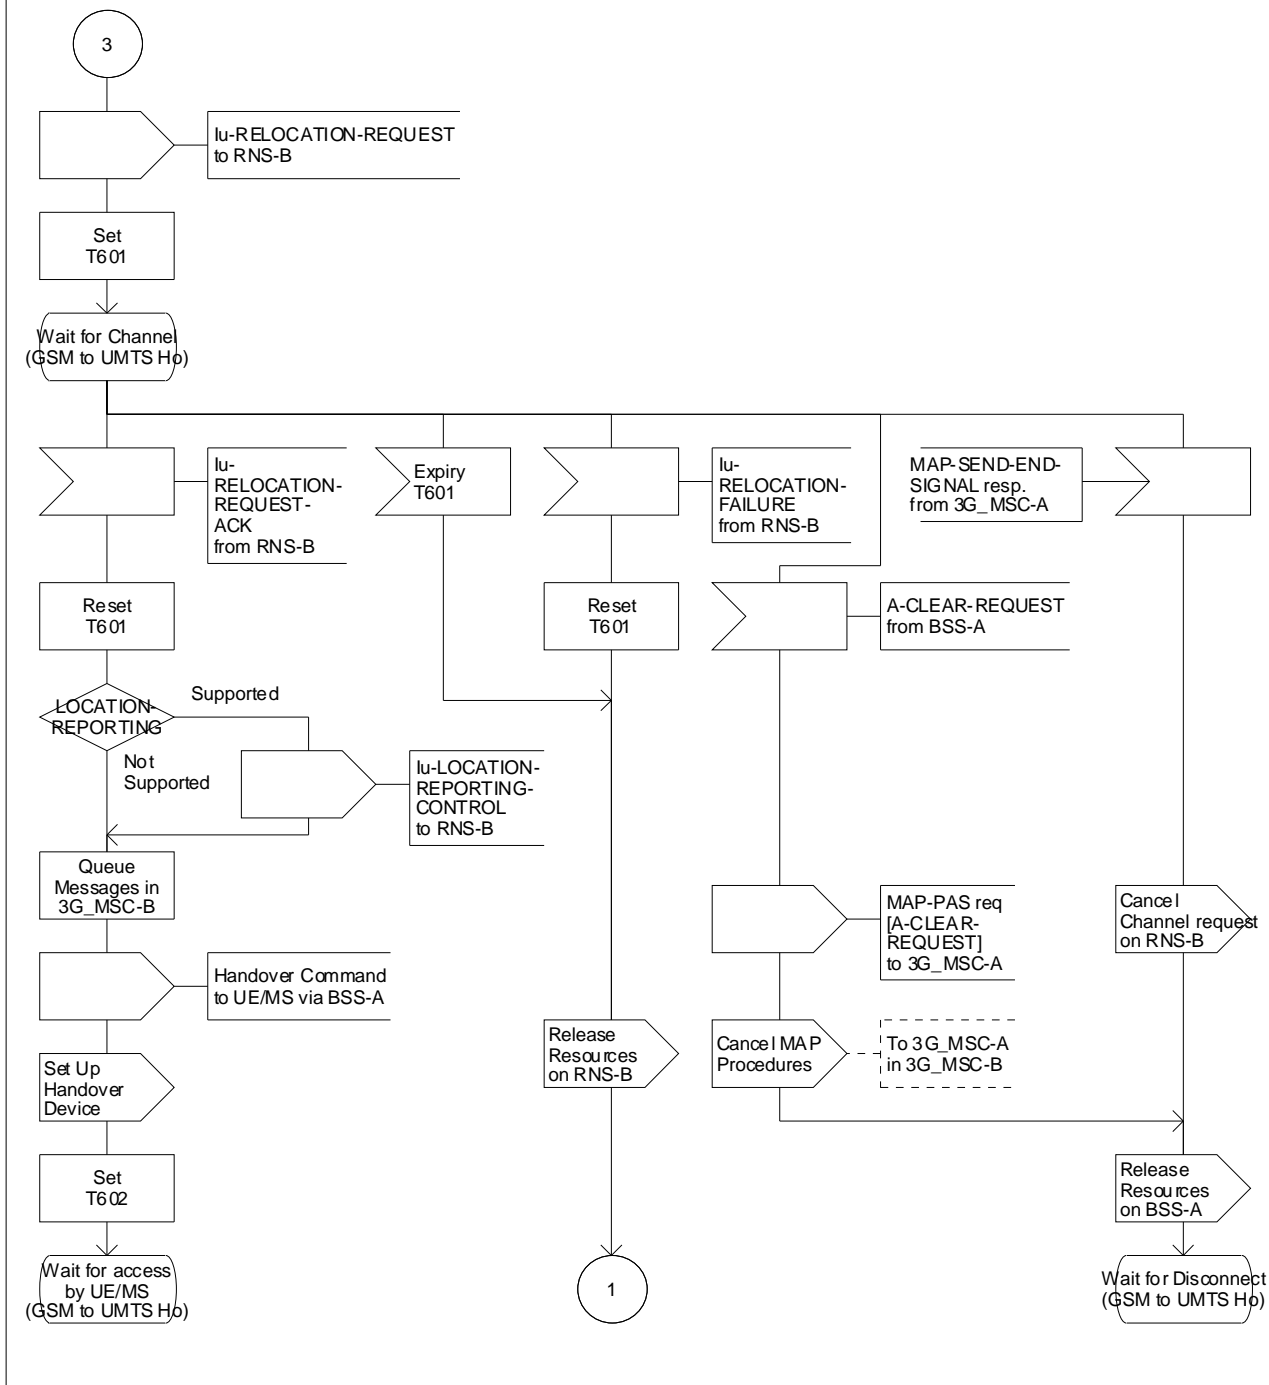 3
Iu-RELOCATION-REQUEST
to RNS-B
Set
T601
Wait for Channel
(GSM to UMTS Ho)
Iu-
RELOCATION-
REQUEST-
ACK
from RNS-B
Expiry
T601
Iu-
RELOCATION-
FAILURE
from RNS-B
MAP-SEND-END-
SIGNAL resp.
from 3G_MSC-A
Reset
T601
Reset
T601
A-CLEAR-REQUEST
from BSS-A
LOCATION-
REPORTING
Supported
Not
Supported
Iu-LOCATION-
REPORTING-
CONTROL
to RNS-B
Queue
Messages in
3G_MSC-B
MAP-PAS req
[A-CLEAR-
REQUEST]
to 3G_MSC-A
Cancel
Channel request
on RNS-B
Handover Command
to UE/MS via BSS-A
Release
Resources
on RNS-B
Cancel MAP
Procedures
To 3G_MSC-A
in 3G_MSC-B
Set Up
Handover
Device
Set
T602
Release
Resources
on BSS-A
Wait for access
by UE/MS
(GSM to UMTS Ho)
1
Wait for Disconnect
(GSM to UMTS Ho)